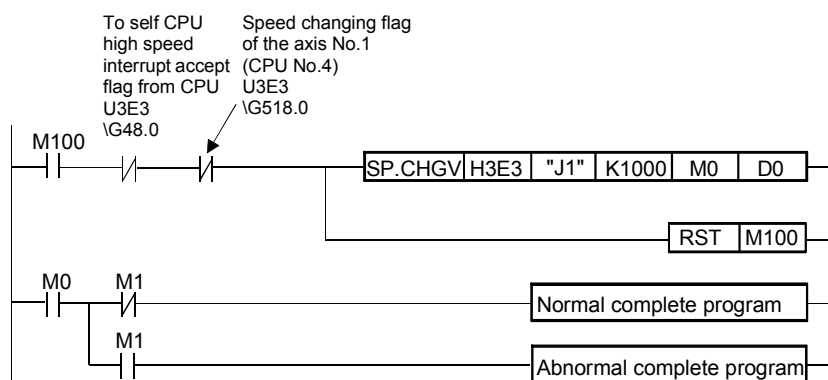 To self CPU
high speed
interrupt accept
flag from CPU
U3E3
\G48.0
Speed changing flag
of the axis No.1
(CPU No.4)
U3E3
\G518.0
M100
SP.CHGV H3E3 "J1" K1000 M0 D0
RST M100
M0 M1
Normal complete program
M1
Abnormal complete program